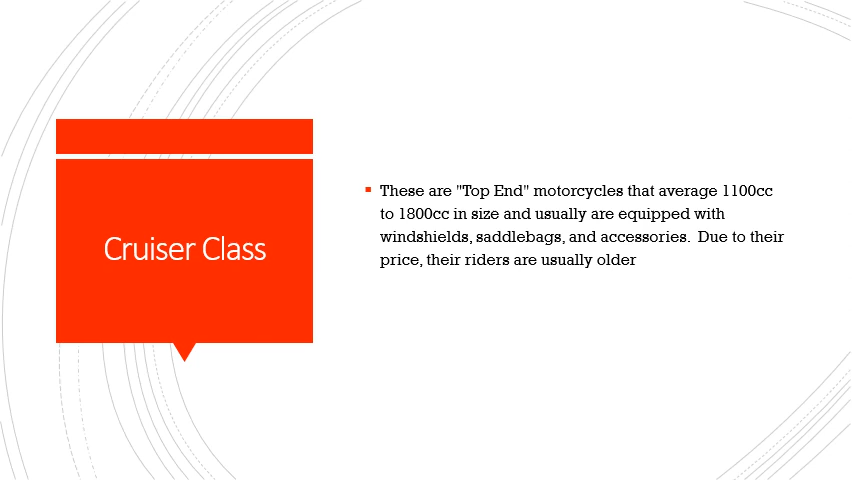 Cruiser Class
These are "Top End" motorcycles that average 1100cc
to 1800cc in size and usually are equipped with
windshields, saddlebags, and accessories.  Due to their
price, their riders are usually older